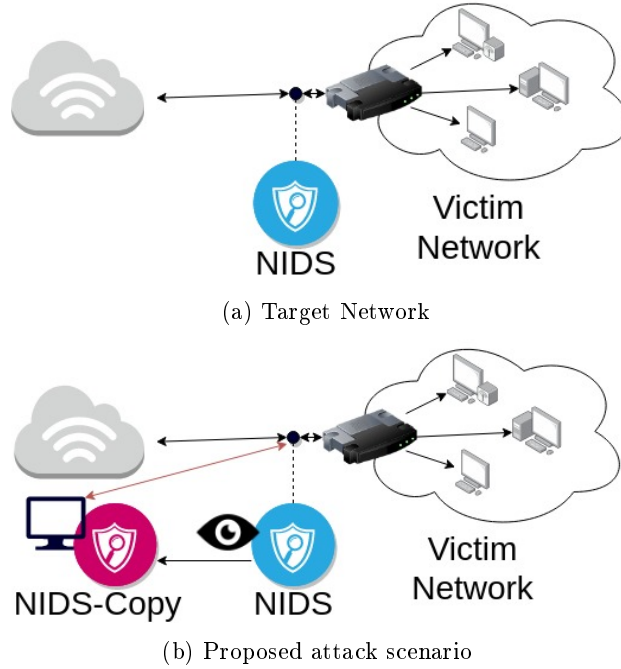 NIDS
Victim
Network
(a) Target Network
NIDS-Copy
NIDS
Victim
Network
(b) Proposed attack scenario